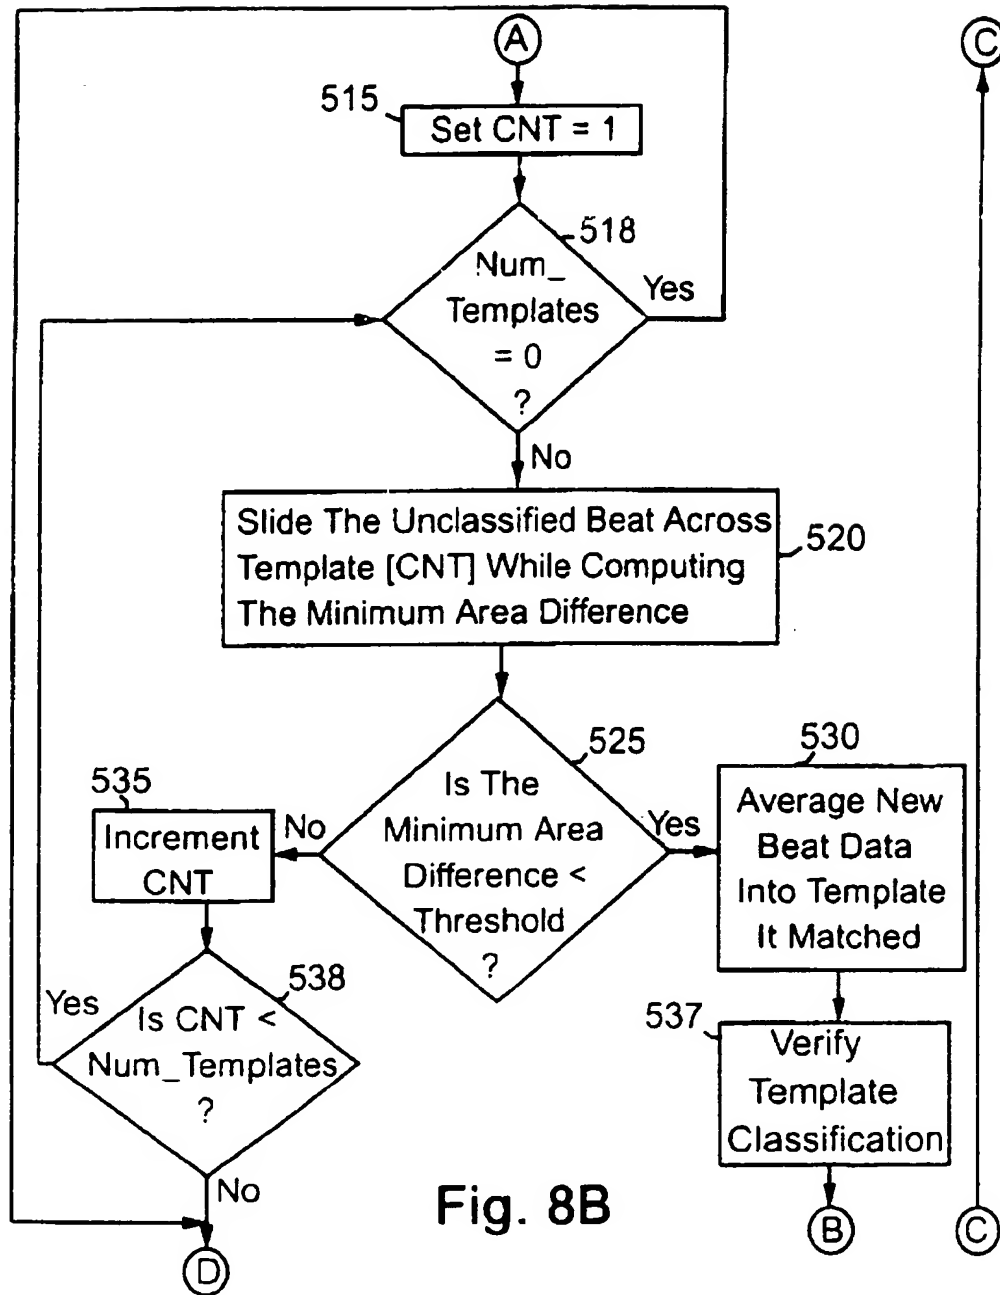 A
C
515
Set CNT = 1
518
Num_
Templates
= 0
?
Yes
No
Slide The Unclassified Beat Across
Template [CNT] While Computing
The Minimum Area Difference
520
525
Is The
Minimum Area
Difference <
Threshold
?
No
Yes
535
Increment
CNT
530
Average New
Beat Data
Into Template
It Matched
538
Yes
Is CNT <
Num_Templates
?
No
537
Verify
Template
Classification
B
C
D
Fig. 8B